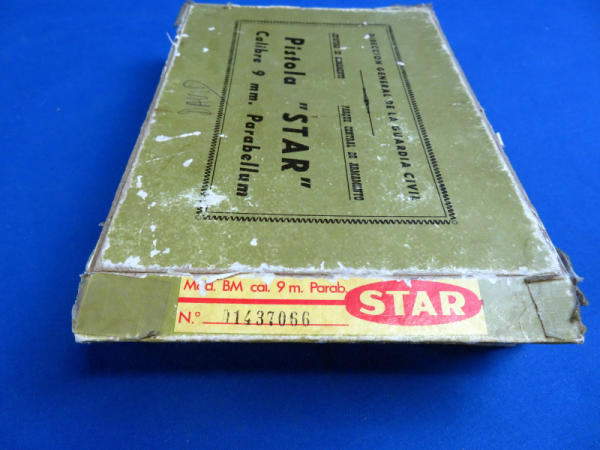 DIRECCION GENERAL DE LA GUARDIA CIVIL
PARQUE CENTRAL DE ARMAMENTO
Pistola "STAR"
Calibre 9 mm. Parabellum
Mod. BM cal. 9 m. Parab.
STAR
N.º 01437066